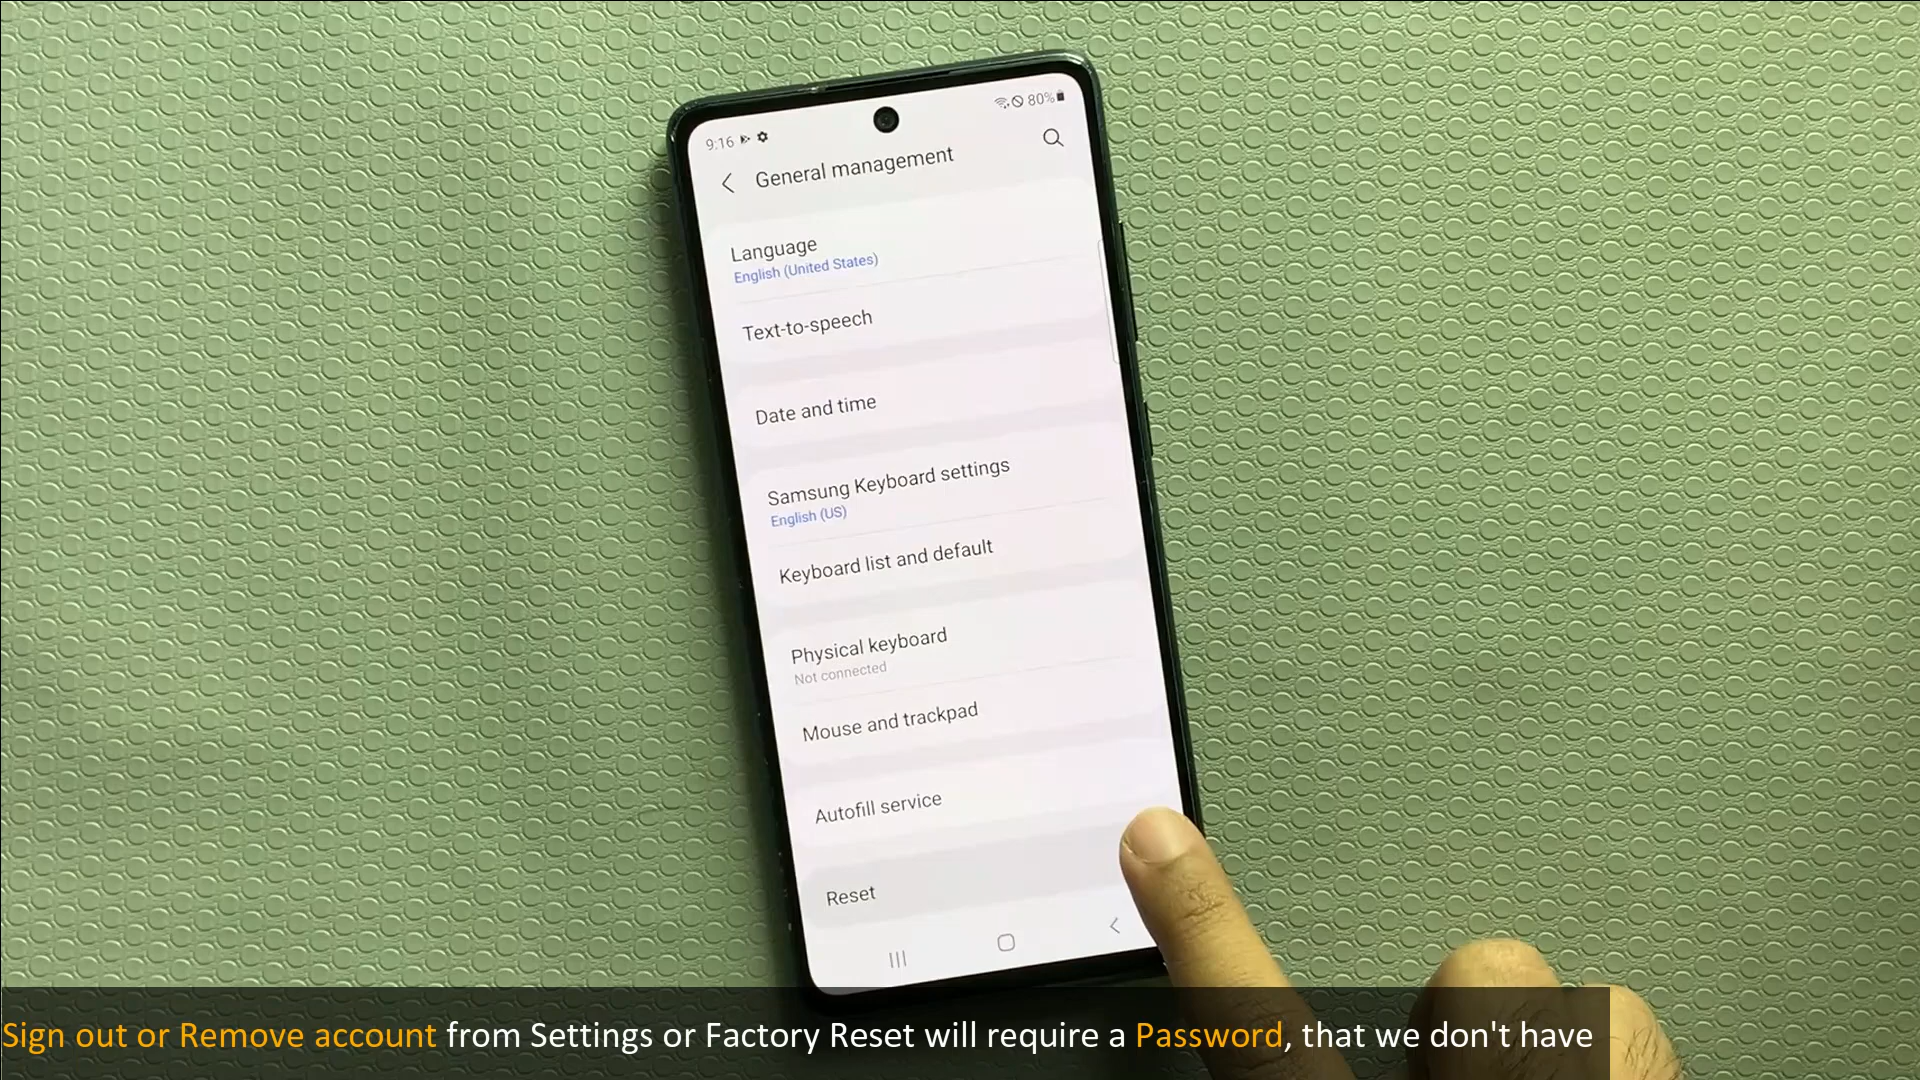 9:16
80%
General management
Language
English (United States)
Text-to-speech
Date and time
Samsung Keyboard settings
English (US)
Keyboard list and default
Physical keyboard
Not connected
Mouse and trackpad
Autofill service
Reset
Sign out or Remove account from Settings or Factory Reset will require a Password, that we don't have